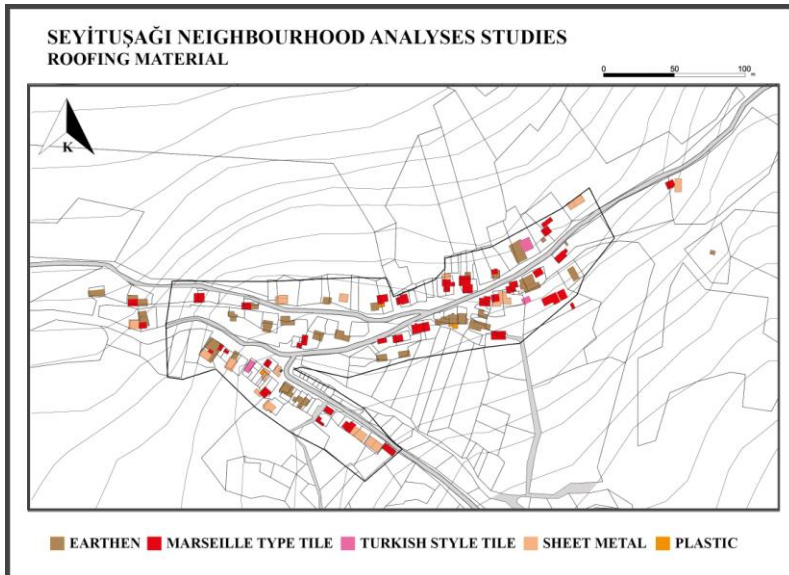 SEYİTUŞAĞI NEIGHBOURHOOD ANALYSES STUDIES
ROOFING MATERIAL
0 50 100
m
K
EARTHEN MARSEILLE TYPE TILE TURKISH STYLE TILE SHEET METAL PLASTIC